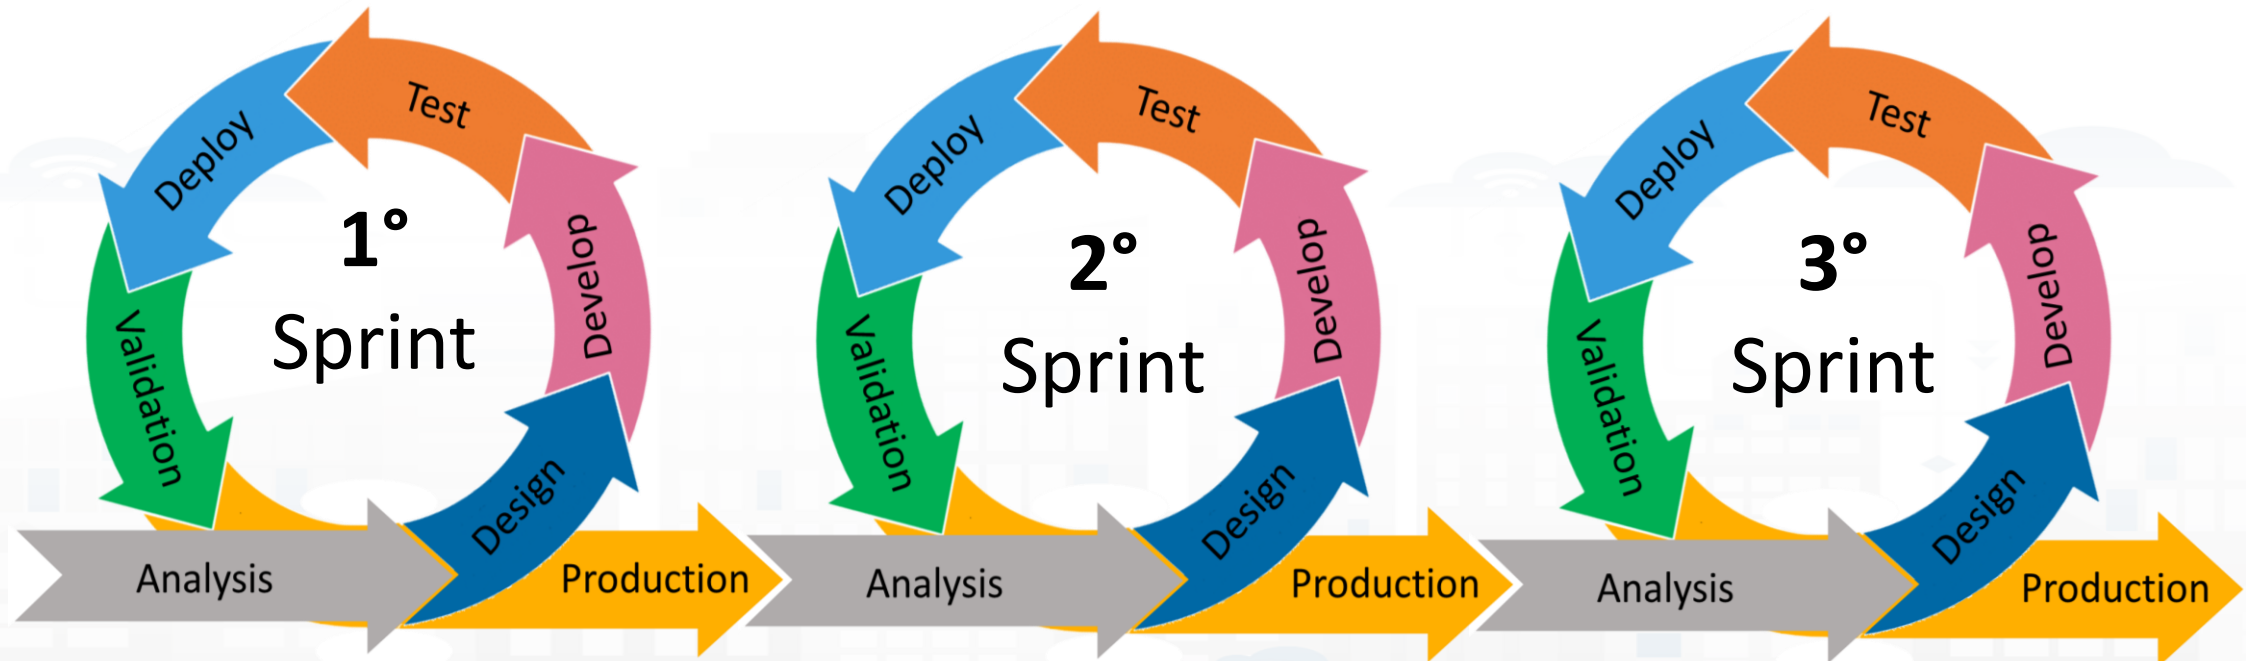 Test
Deploy
1°
Sprint
Develop
Validation
Design
Analysis
Production
Test
Deploy
2°
Sprint
Develop
Validation
Design
Analysis
Production
Test
Deploy
3°
Sprint
Develop
Validation
Design
Analysis
Production